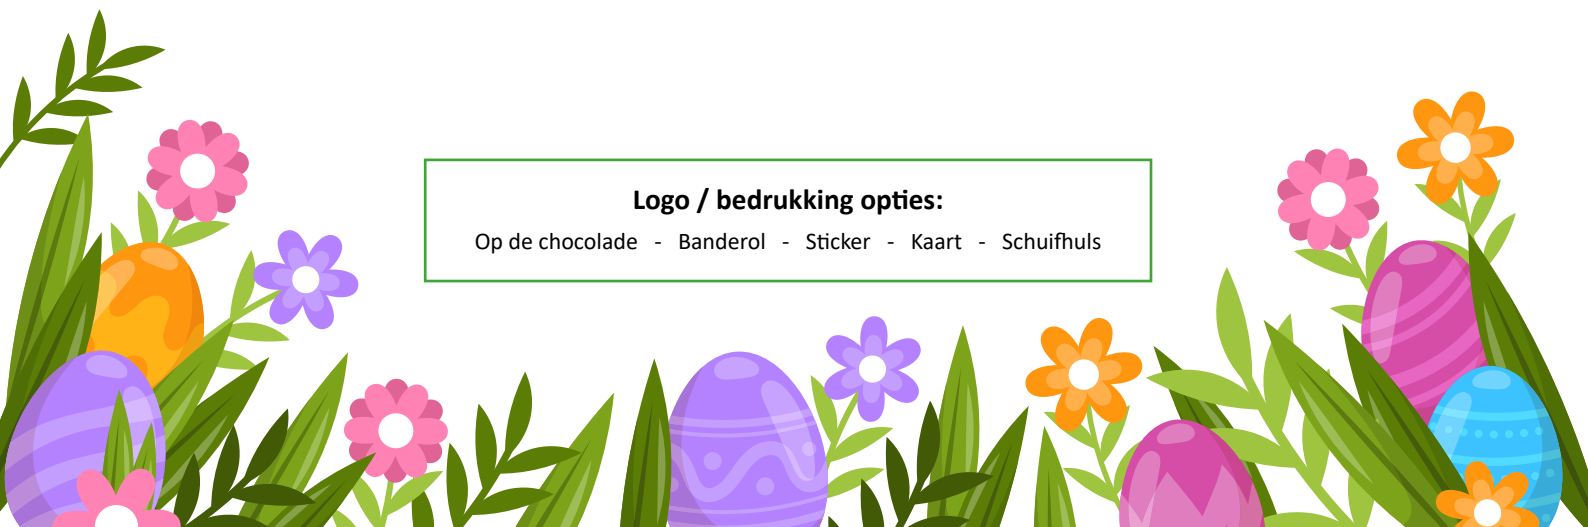 Logo / bedrukking opties:
Op de chocolade - Banderol - Sticker - Kaart - Schuifhuls